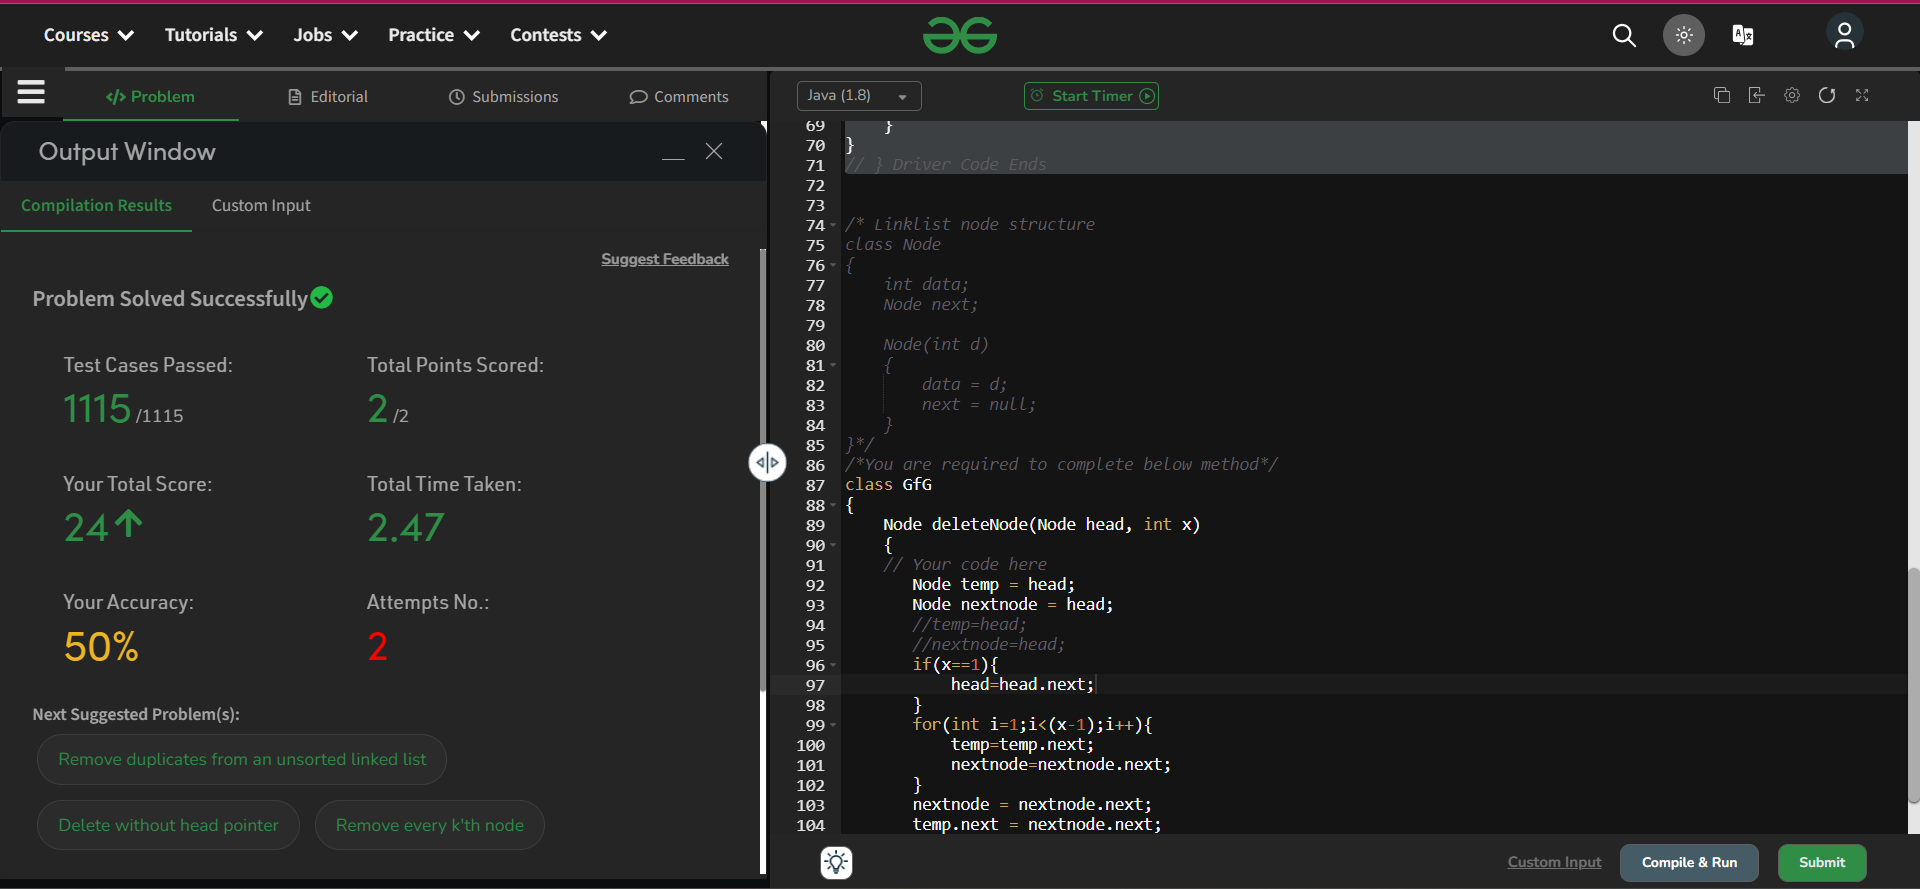 Courses Tutorials Jobs Practice Contests
Problem Editorial Submissions Comments
Output Window
Compilation Results Custom Input
Suggest Feedback
Problem Solved Successfully
Test Cases Passed: Total Points Scored:
1115 /1115 2 /2
Your Total Score: Total Time Taken:
24 2.47
Your Accuracy: Attempts No.:
50% 2
Next Suggested Problem(s):
Remove duplicates from an unsorted linked list
Delete without head pointer Remove every k'th node
Java (1.8) Start Timer
69 }
70 }
71 // } Driver Code Ends
72
73
74 /* Linklist node structure
75 class Node
76 {
77 int data;
78 Node next;
79
80 Node(int d)
81 {
82 data = d;
83 next = null;
84 }
85 }*/
86 /*You are required to complete below method*/
87 class GfG
88 {
89 Node deleteNode(Node head, int x)
90 {
91 // Your code here
92 Node temp = head;
93 Node nextnode = head;
94 //temp=head;
95 //nextnode=head;
96 if(x==1){
97 head=head.next;
98 }
99 for(int i=1;i<(x-1);i++){
100 temp=temp.next;
101 nextnode=nextnode.next;
102 }
103 nextnode = nextnode.next;
104 temp.next = nextnode.next;
Custom Input Compile & Run Submit